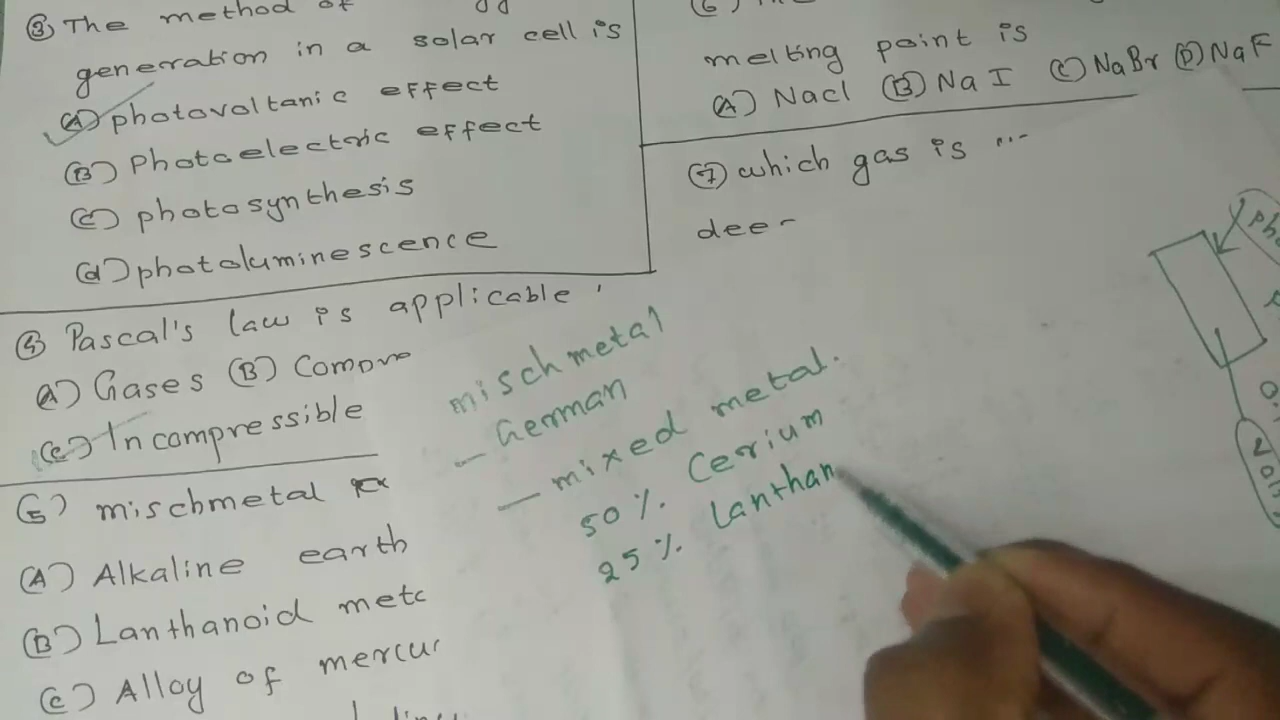 ③ The method of
generation in a solar cell is
(A) photovoltanic effect
(B) Photoelectric effect
(C) photosynthesis
(d) photoluminescence
④ Pascal's law is applicable
(A) Gases (B) Compre
(C) Incompressible
⑤ mischmetal
(A) Alkaline earth
(B) Lanthanoid meta
(C) Alloy of mercur
melting point is
(A) Nacl (B) Na I (C) NaBr (D) NaF
⑦ which gas is ...
deer
mischmetal
- German
- mixed metal.
50%. Cerium
25%. Lanthan